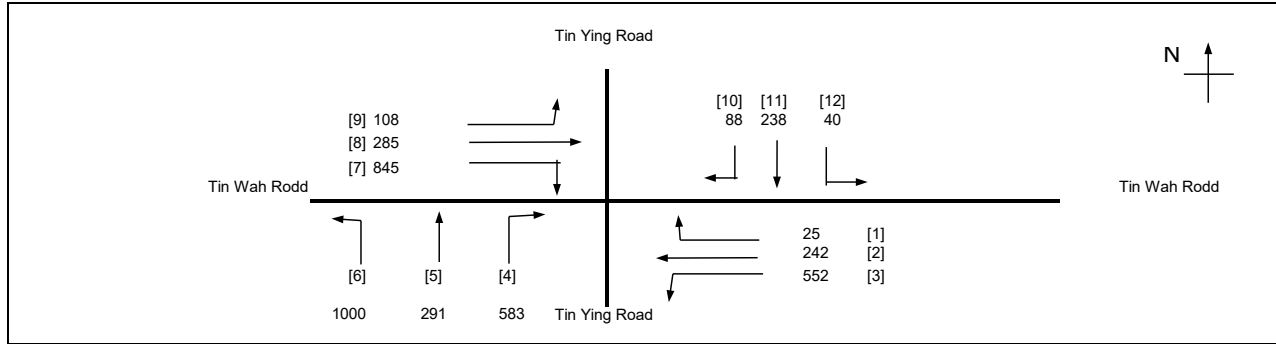 Tin Ying Road
N
[10] [11] [12]
88 238 40
[9] 108
[8] 285
[7] 845
Tin Wah Rodd
Tin Wah Rodd
25 [1]
242 [2]
552 [3]
[6] [5] [4]
1000 291 583
Tin Ying Road